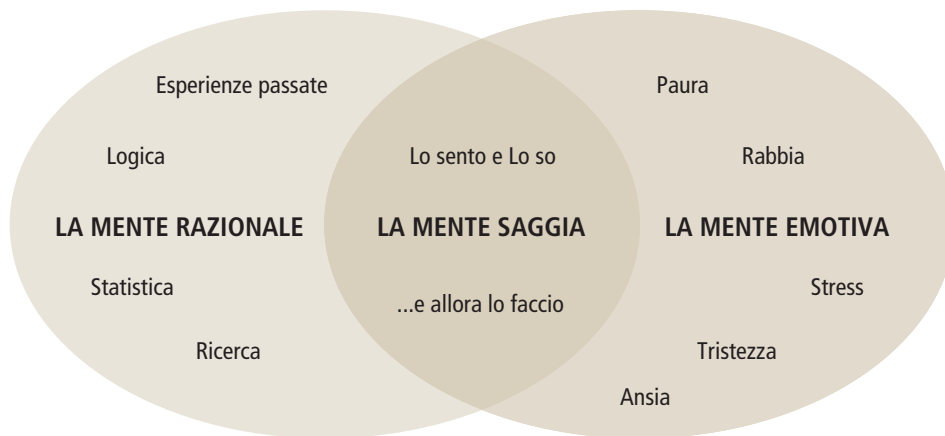 Esperienze passate
Paura
Logica
Lo sento e Lo so
Rabbia
LA MENTE RAZIONALE
LA MENTE SAGGIA
LA MENTE EMOTIVA
Statistica
Stress
...e allora lo faccio
Ricerca
Tristezza
Ansia